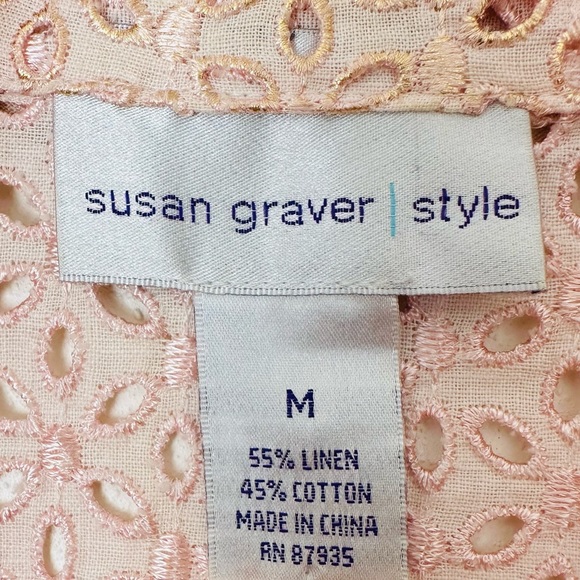 susan graver | style
M
55% LINEN
45% COTTON
MADE IN CHINA
RN 87935